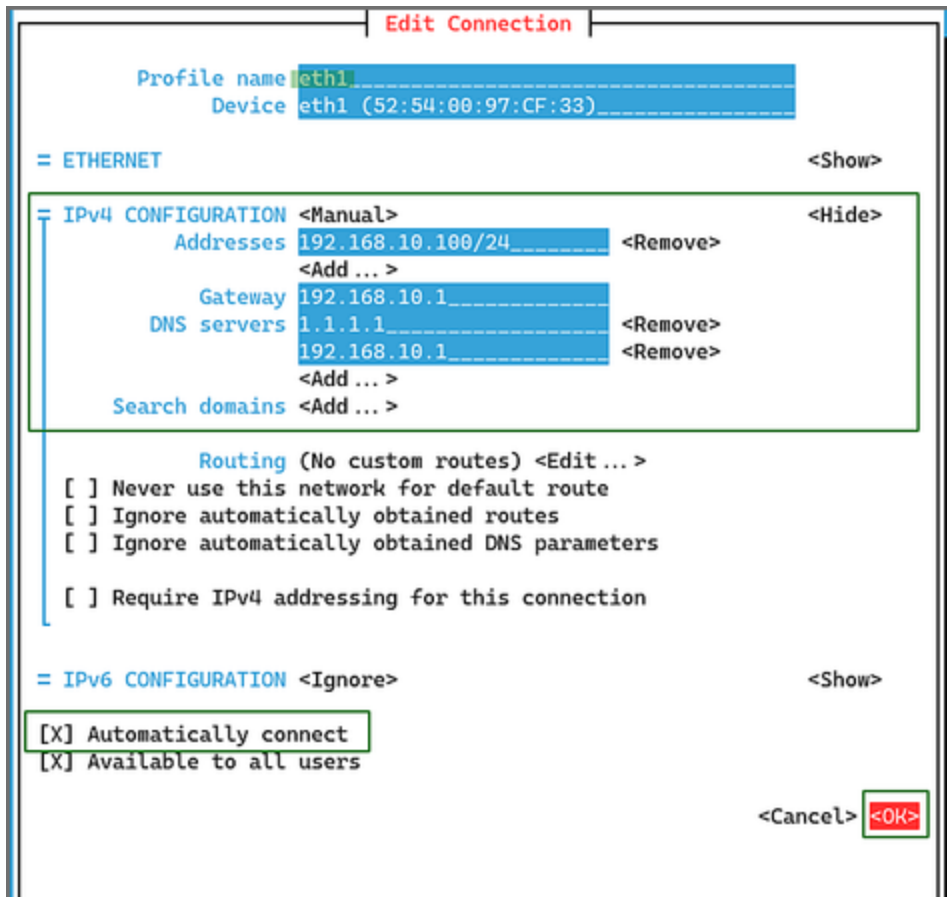 Edit Connection
Profile name eth1
Device eth1 (52:54:00:97:CF:33)
= ETHERNET <Show>
= IPv4 CONFIGURATION <Manual> <Hide>
Addresses 192.168.10.100/24 <Remove>
<Add ... >
Gateway 192.168.10.1
DNS servers 1.1.1.1 <Remove>
192.168.10.1 <Remove>
<Add ... >
Search domains <Add ... >
Routing (No custom routes) <Edit ... >
[ ] Never use this network for default route
[ ] Ignore automatically obtained routes
[ ] Ignore automatically obtained DNS parameters
[ ] Require IPv4 addressing for this connection
= IPv6 CONFIGURATION <Ignore> <Show>
[X] Automatically connect
[X] Available to all users
<Cancel> <OK>